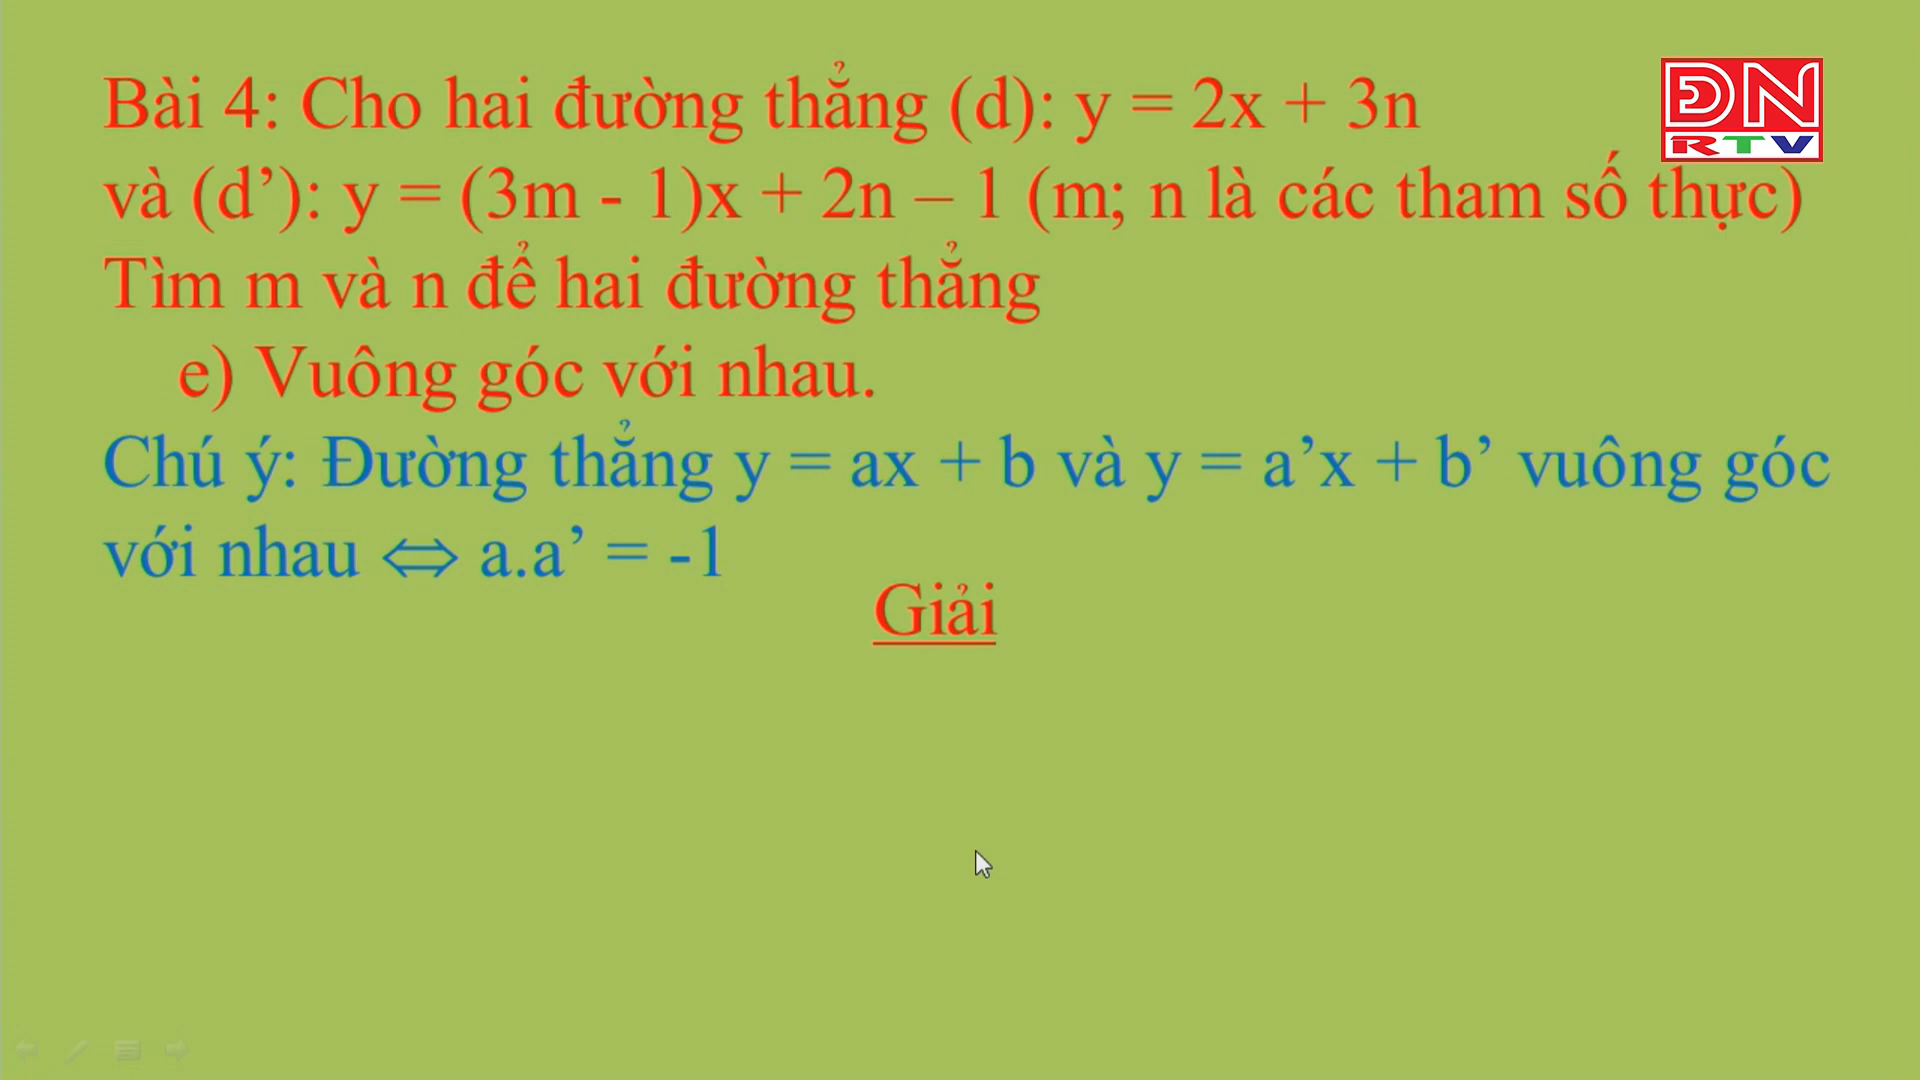 Bài 4: Cho hai đường thẳng (d): y = 2x + 3n
ĐN
RTV
và (d’): y = (3m - 1)x + 2n – 1 (m; n là các tham số thực)
Tìm m và n để hai đường thẳng
e) Vuông góc với nhau.
Chú ý: Đường thẳng y = ax + b và y = a’x + b’ vuông góc
với nhau ⇔ a.a’ = -1
Giải